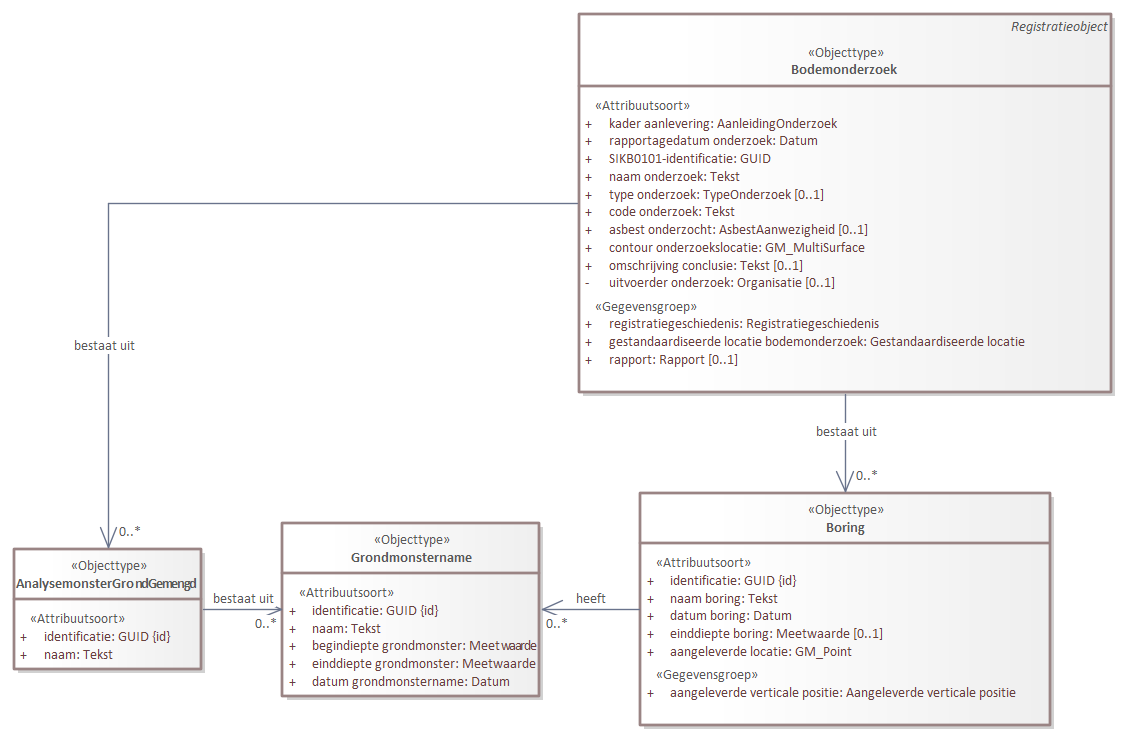 Registratieobject
«Objecttype»
Bodemonderzoek
«Attribuutsoort»
+ kader aanlevering: AanleidingOnderzoek
+ rapportagedatum onderzoek: Datum
+ SIKB0101-identificatie: GUID
+ naam onderzoek: Tekst
+ type onderzoek: TypeOnderzoek [0..1]
+ code onderzoek: Tekst
+ asbest onderzocht: AsbestAanwezigheid [0..1]
+ contour onderzoekslocatie: GM_MultiSurface
+ omschrijving conclusie: Tekst [0..1]
- uitvoerder onderzoek: Organisatie [0..1]
«Gegevensgroep»
+ registratiegeschiedenis: Registratiegeschiedenis
+ gestandaardiseerde locatie bodemonderzoek: Gestandaardiseerde locatie
+ rapport: Rapport [0..1]
bestaat uit
0..*
bestaat uit
0..*
«Objecttype»
AnalysemonsterGrondGemengd
«Attribuutsoort»
+ identificatie: GUID {id}
+ naam: Tekst
bestaat uit
0..*
«Objecttype»
Grondmonstername
«Attribuutsoort»
+ identificatie: GUID {id}
+ naam: Tekst
+ begindiepte grondmonster: Meetwaarde
+ einddiepte grondmonster: Meetwaarde
+ datum grondmonstername: Datum
heeft
0..*
«Objecttype»
Boring
«Attribuutsoort»
+ identificatie: GUID {id}
+ naam boring: Tekst
+ datum boring: Datum
+ einddiepte boring: Meetwaarde [0..1]
+ aangeleverde locatie: GM_Point
«Gegevensgroep»
+ aangeleverde verticale positie: Aangeleverde verticale positie